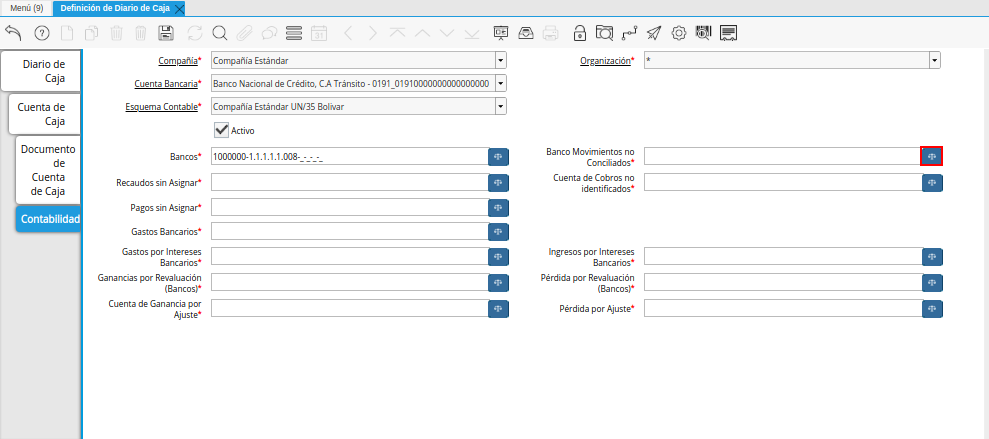 Menú (9)
Definición de Diario de Caja
Diario de
Caja
Cuenta de
Caja
Documento
de
Cuenta
de Caja
Contabilidad
Compañía*
Compañía Estándar
Organización*
*
Cuenta Bancaria*
Banco Nacional de Crédito, C.A Tránsito - 0191_01910000000000000000
Esquema Contable*
Compañía Estándar UN/35 Bolivar
Activo
Bancos*
1000000-1.1.1.1.1.008-_-_-_-_
Banco Movimientos no
Conciliados*
Recaudos sin Asignar*
Cuenta de Cobros no
identificados*
Pagos sin Asignar*
Gastos Bancarios*
Gastos por Intereses
Bancarios*
Ingresos por Intereses
Bancarios*
Ganancias por Revaluación
(Bancos)*
Pérdida por Revaluación
(Bancos)*
Cuenta de Ganancia por
Ajuste*
Pérdida por Ajuste*